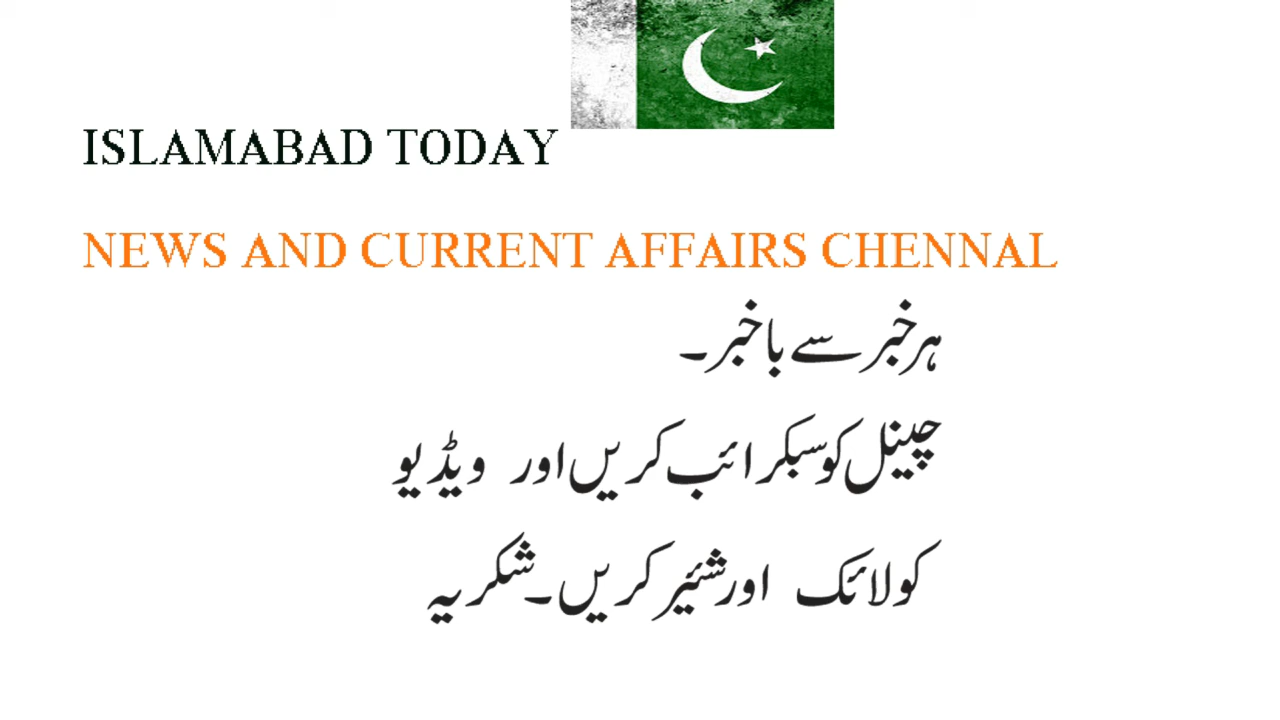 ISLAMABAD TODAY
NEWS AND CURRENT AFFAIRS CHENNAL
ہر خبر سے باخبر۔
چینل کو سبکرائب کریں اور ویڈیو
کو لائک اور شئیر کریں۔ شکریہ